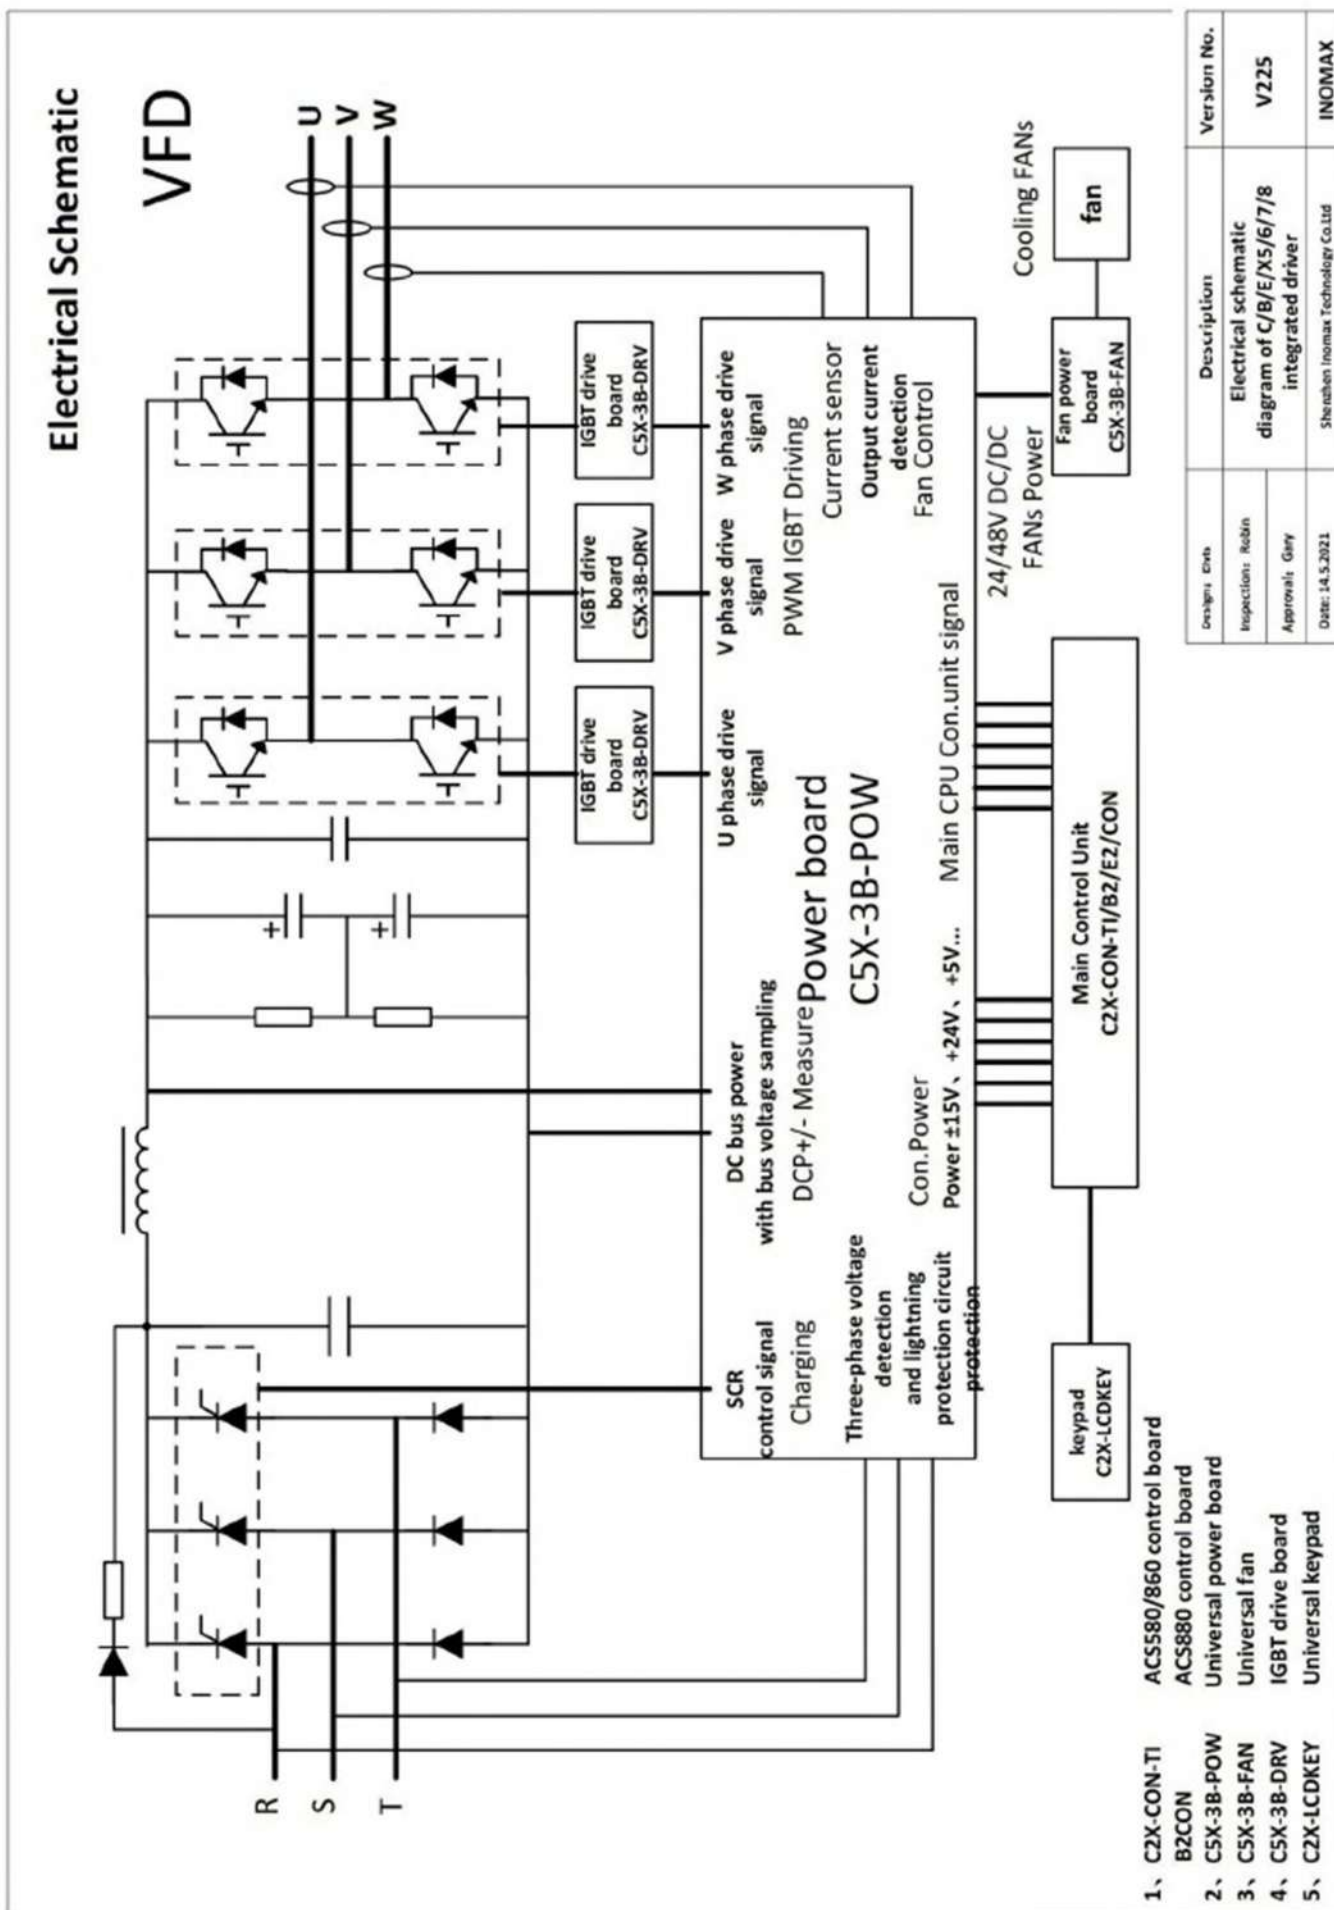 Electrical Schematic
VFD
U
V
W
R
S
T
IGBT drive
board
C5X-3B-DRV
IGBT drive
board
C5X-3B-DRV
IGBT drive
board
C5X-3B-DRV
SCR
control signal
Charging
DC bus power
with bus voltage sampling
DCP+/- Measure
U phase drive
signal
V phase drive
signal
W phase drive
signal
PWM IGBT Driving
Power board
C5X-3B-POW
Current sensor
Output current
detection
Fan Control
Three-phase voltage
detection
and lightning
protection circuit
protection
Con.Power
Power ±15V、+24V、+5V...
Main CPU Con.unit signal
24/48V DC/DC
FANs Power
Cooling FANs
fan
Fan power
board
C5X-3B-FAN
Main Control Unit
C2X-CON-TI/B2/E2/CON
keypad
C2X-LCDKEY
1、 C2X-CON-TI ACS580/860 control board
B2CON ACS880 control board
2、 C5X-3B-POW Universal power board
3、 C5X-3B-FAN Universal fan
4、 C5X-3B-DRV IGBT drive board
5、 C2X-LCDKEY Universal keypad
Description
Version No.
Inspection: Robin
Electrical schematic
diagram of C/B/E/X5/6/7/8
integrated driver
V225
Approval: Gary
Date: 14.5.2021
Shenzhen Inomax Technology Co.Ltd
INOMAX